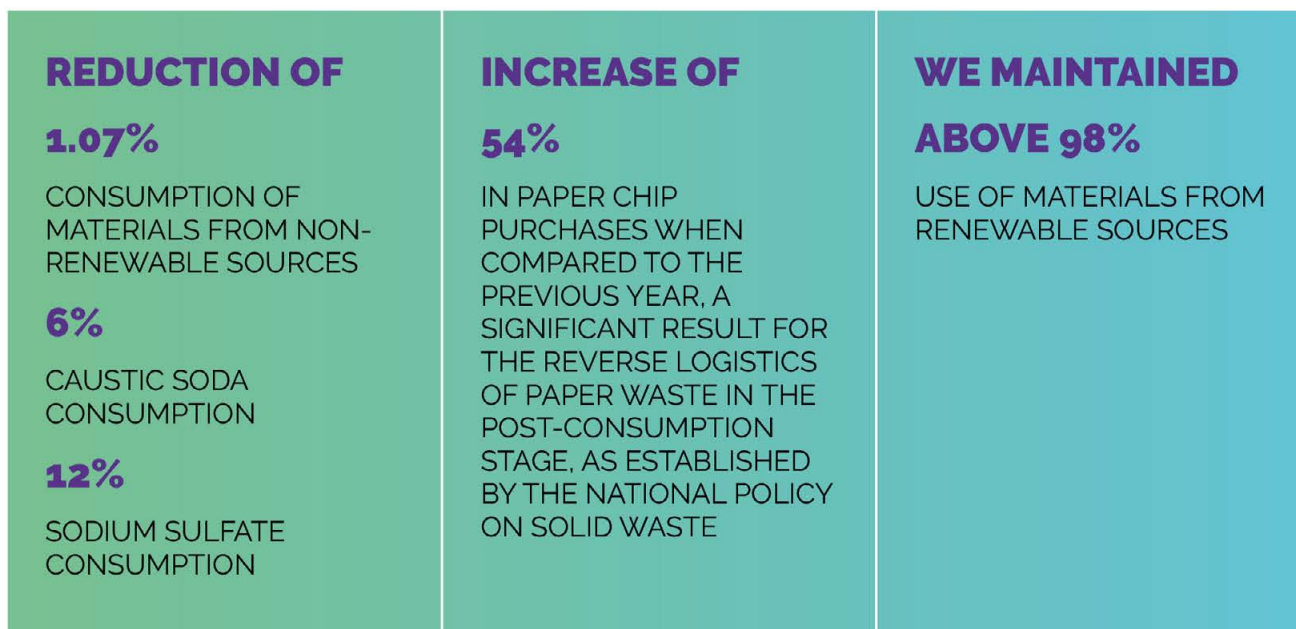 REDUCTION OF
1.07%
CONSUMPTION OF
MATERIALS FROM NON-
RENEWABLE SOURCES
6%
CAUSTIC SODA
CONSUMPTION
12%
SODIUM SULFATE
CONSUMPTION
INCREASE OF
54%
IN PAPER CHIP
PURCHASES WHEN
COMPARED TO THE
PREVIOUS YEAR, A
SIGNIFICANT RESULT FOR
THE REVERSE LOGISTICS
OF PAPER WASTE IN THE
POST-CONSUMPTION
STAGE, AS ESTABLISHED
BY THE NATIONAL POLICY
ON SOLID WASTE
WE MAINTAINED
ABOVE 98%
USE OF MATERIALS FROM
RENEWABLE SOURCES